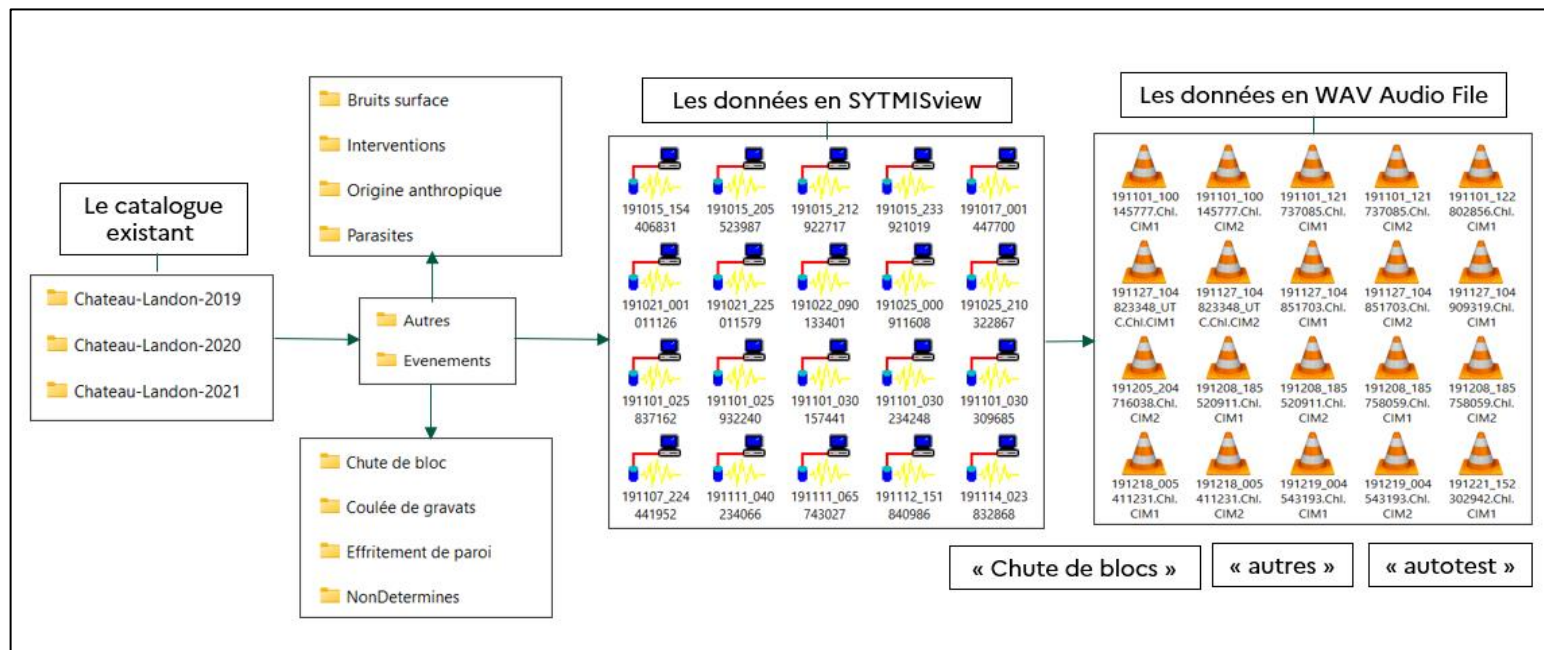 Le catalogue
existant
Chateau-Landon-2019
Chateau-Landon-2020
Chateau-Landon-2021
Bruits surface
Interventions
Origine anthropique
Parasites
Autres
Evenements
Chute de bloc
Coulée de gravats
Effritement de paroi
NonDetermines
Les données en SYTMISview
191015_154 191015_205 191015_212 191015_233 191017_001
406831 523987 922717 921019 447700
191021_001 191021_225 191022_090 191025_000 191025_210
011126 011579 133401 911608 322867
191101_025 191101_025 191101_030 191101_030 191101_030
837162 932240 157441 234248 309685
191107_224 191111_040 191111_065 191112_151 191114_023
441952 234066 743027 840986 832868
Les données en WAV Audio File
191101_100 191101_100 191101_121 191101_121 191101_122
145777.Chl. 145777.Chl. 737085.Chl. 737085.Chl. 802856.Chl.
CIM1 CIM2 CIM1 CIM2 CIM1
191127_104 191127_104 191127_104 191127_104 191127_104
823348_UT 823348_UT 851703.Chl. 851703.Chl. 909319.Chl.
C.Chl.CIM1 C.Chl.CIM2 CIM1 CIM2 CIM1
191205_204 191208_185 191208_185 191208_185 191208_185
716038.Chl. 520911.Chl. 520911.Chl. 758059.Chl. 758059.Chl.
CIM2 CIM1 CIM2 CIM1 CIM2
191218_005 191218_005 191219_004 191219_004 191221_152
411231.Chl. 411231.Chl. 543193.Chl. 543193.Chl. 302942.Chl.
CIM1 CIM2 CIM1 CIM2 CIM1
« Chute de blocs »
« autres »
« autotest »